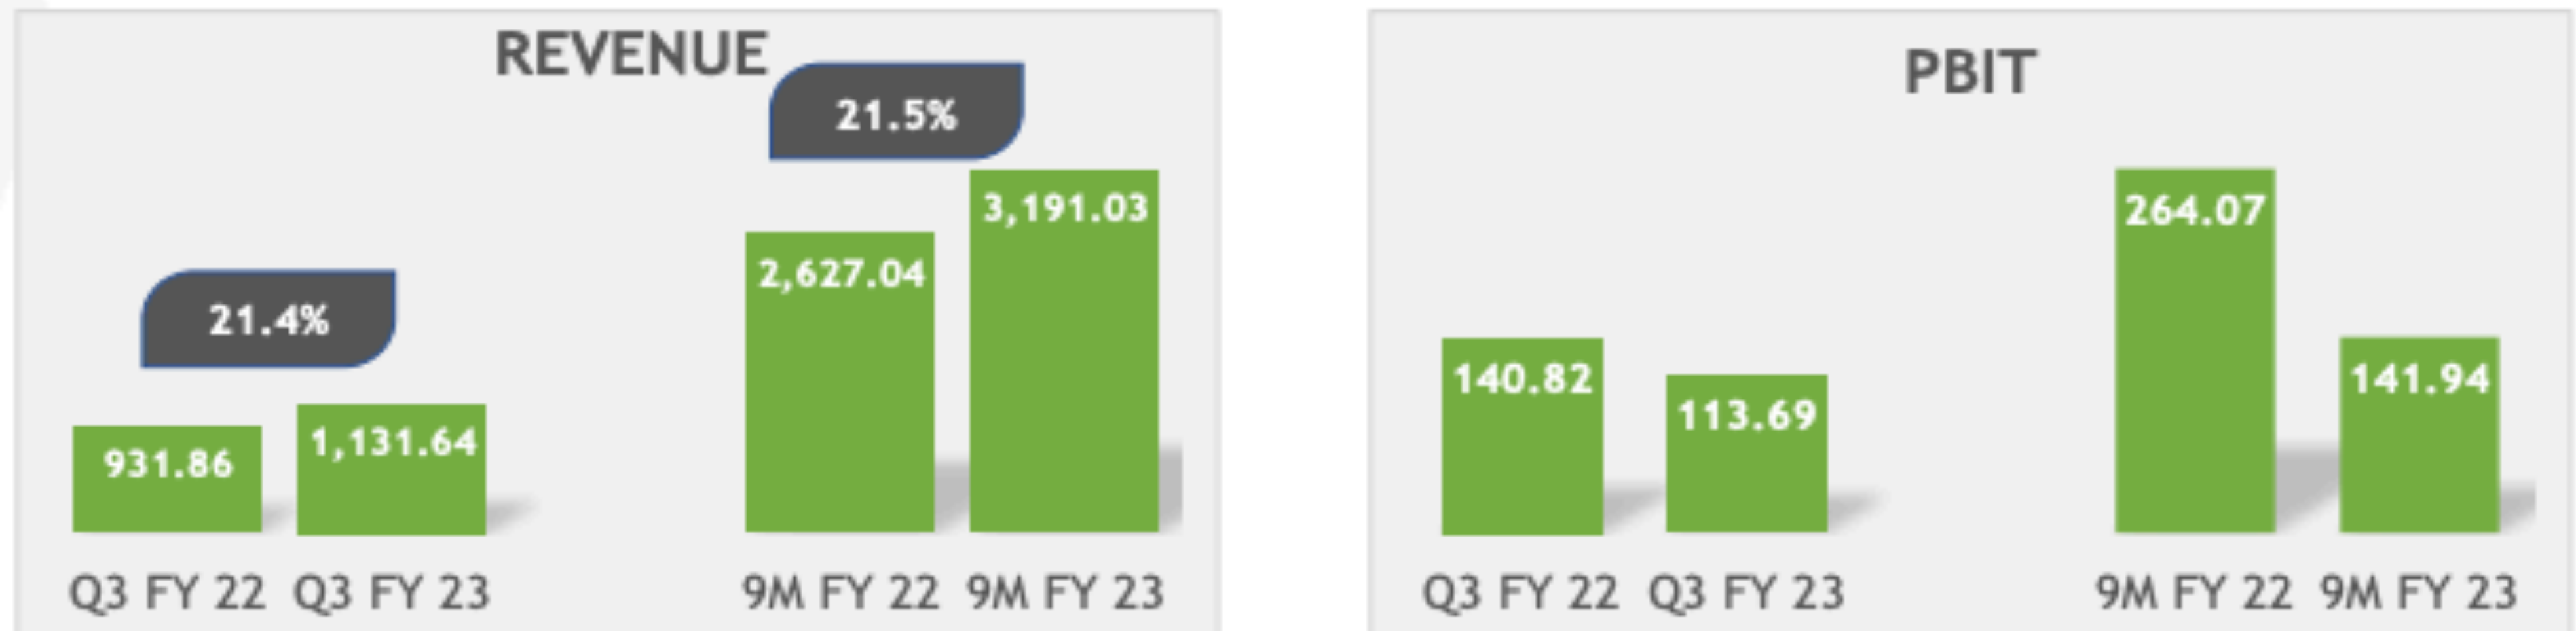 REVENUE
21.5%
3,191.03
2,627.04
21.4%
931.86
1,131.64
Q3 FY 22
Q3 FY 23
9M FY 22
9M FY 23
PBIT
264.07
140.82
141.94
113.69
Q3 FY 22
Q3 FY 23
9M FY 22
9M FY 23